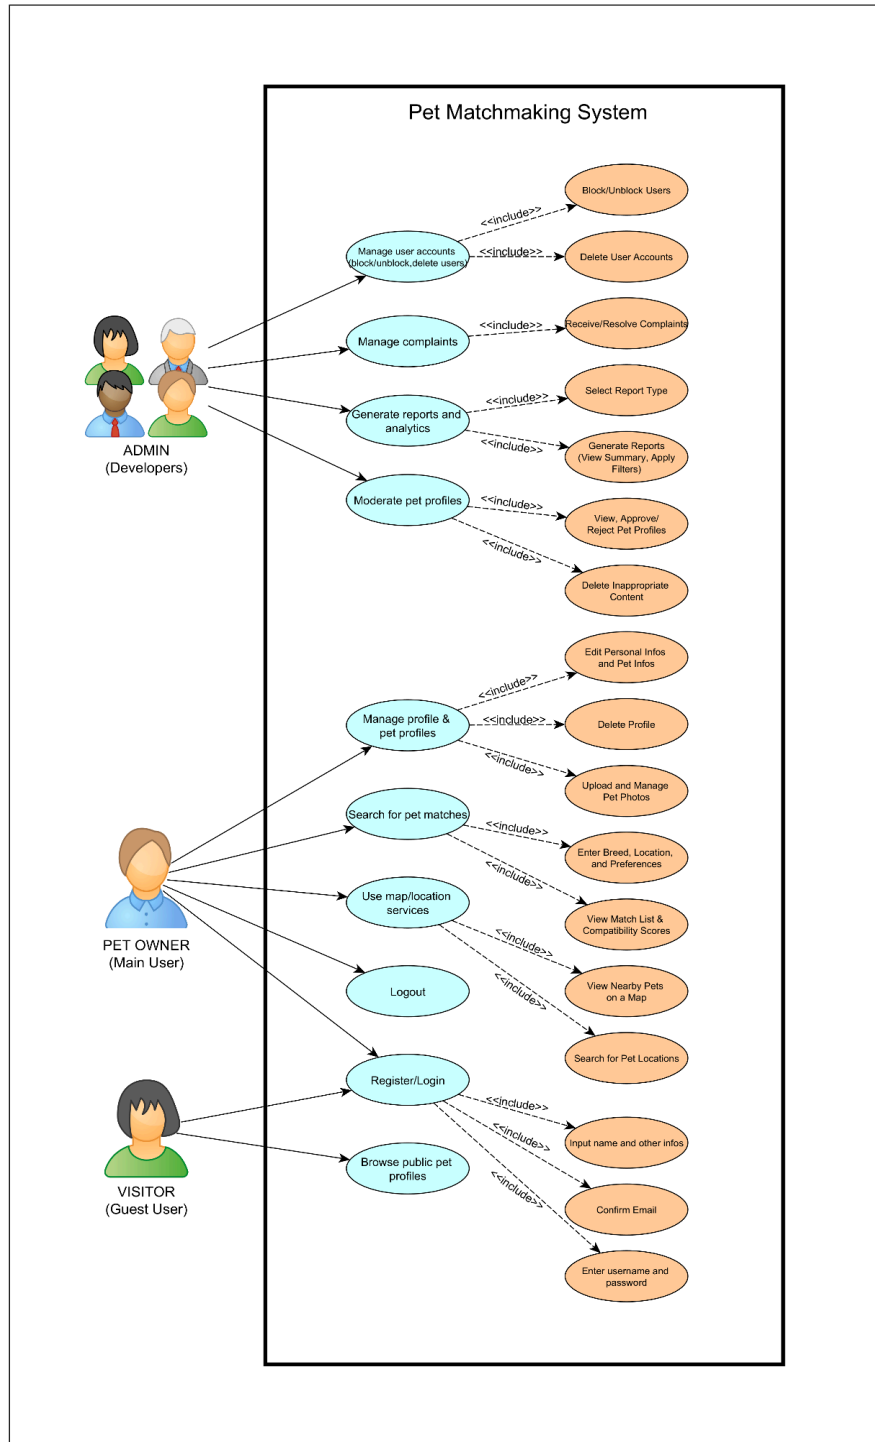 Pet Matchmaking System
Block/Unblock Users
<<include>>
Manage user accounts
(block/unblock,delete users)
<<include>>
Delete User Accounts
Receive/Resolve Complaints
<<include>>
Manage complaints
Select Report Type
<<include>>
Generate reports and
analytics
<<include>>
Generate Reports
(View Summary, Apply
Filters)
ADMIN
(Developers)
Moderate pet profiles
<<include>>
View, Approve/
Reject Pet Profiles
<<include>>
Delete Inappropriate
Content
Edit Personal Infos
and Pet Infos
<<include>>
Manage profile &
pet profiles
<<include>>
Delete Profile
<<include>>
Upload and Manage
Pet Photos
Search for pet matches
<<include>>
Enter Breed, Location,
and Preferences
<<include>>
View Match List &
Compatibility Scores
Use map/location
services
<<include>>
View Nearby Pets
on a Map
<<include>>
Search for Pet Locations
PET OWNER
(Main User)
Logout
Register/Login
<<include>>
Input name and other infos
<<include>>
Confirm Email
<<include>>
Enter username and
password
Browse public pet
profiles
VISITOR
(Guest User)